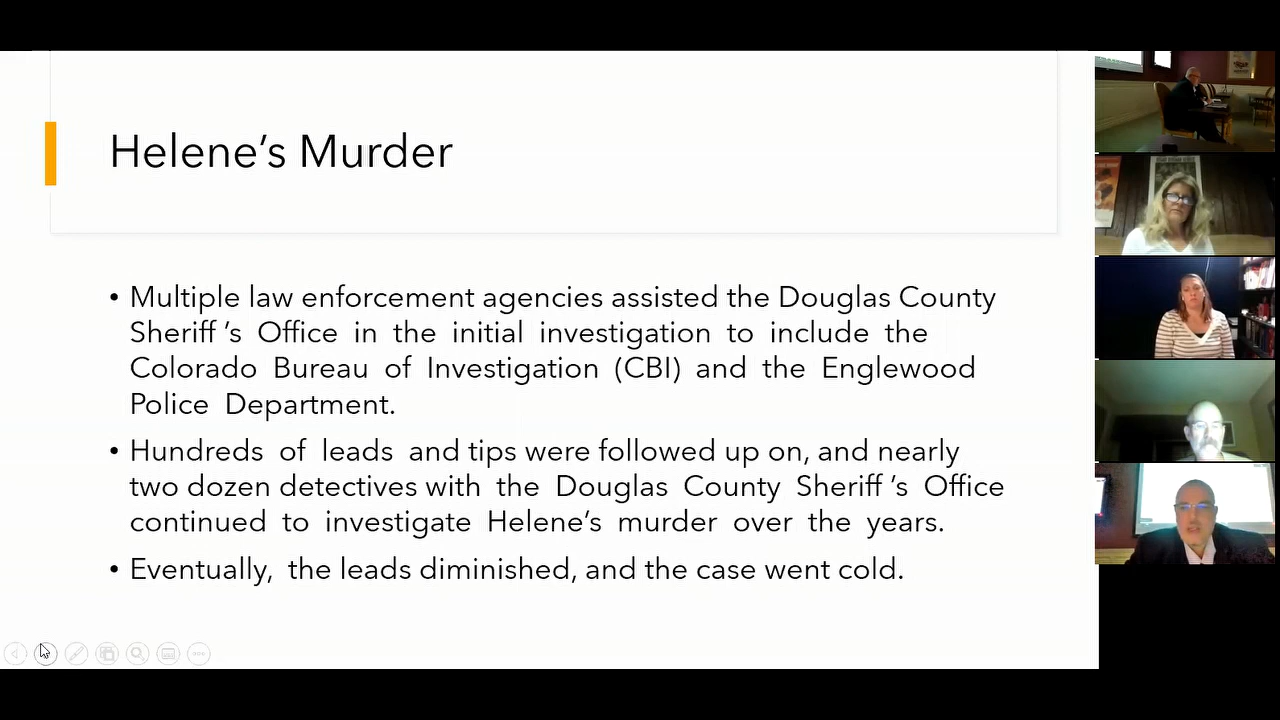 Helene's Murder
• Multiple law enforcement agencies assisted the Douglas County
Sheriff 's Office in the initial investigation to include the
Colorado Bureau of Investigation (CBI) and the Englewood
Police Department.
• Hundreds of leads and tips were followed up on, and nearly
two dozen detectives with the Douglas County Sheriff 's Office
continued to investigate Helene's murder over the years.
• Eventually, the leads diminished, and the case went cold.